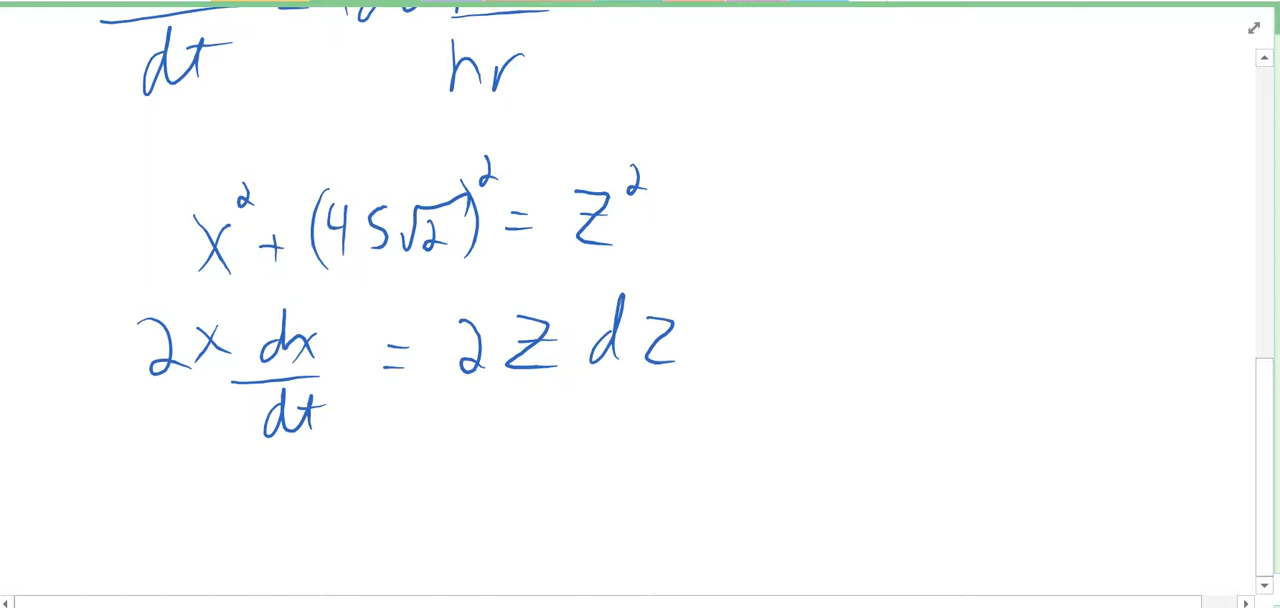 dt hr
x² + (45√2)² = z²
2x dx/dt = 2z dz